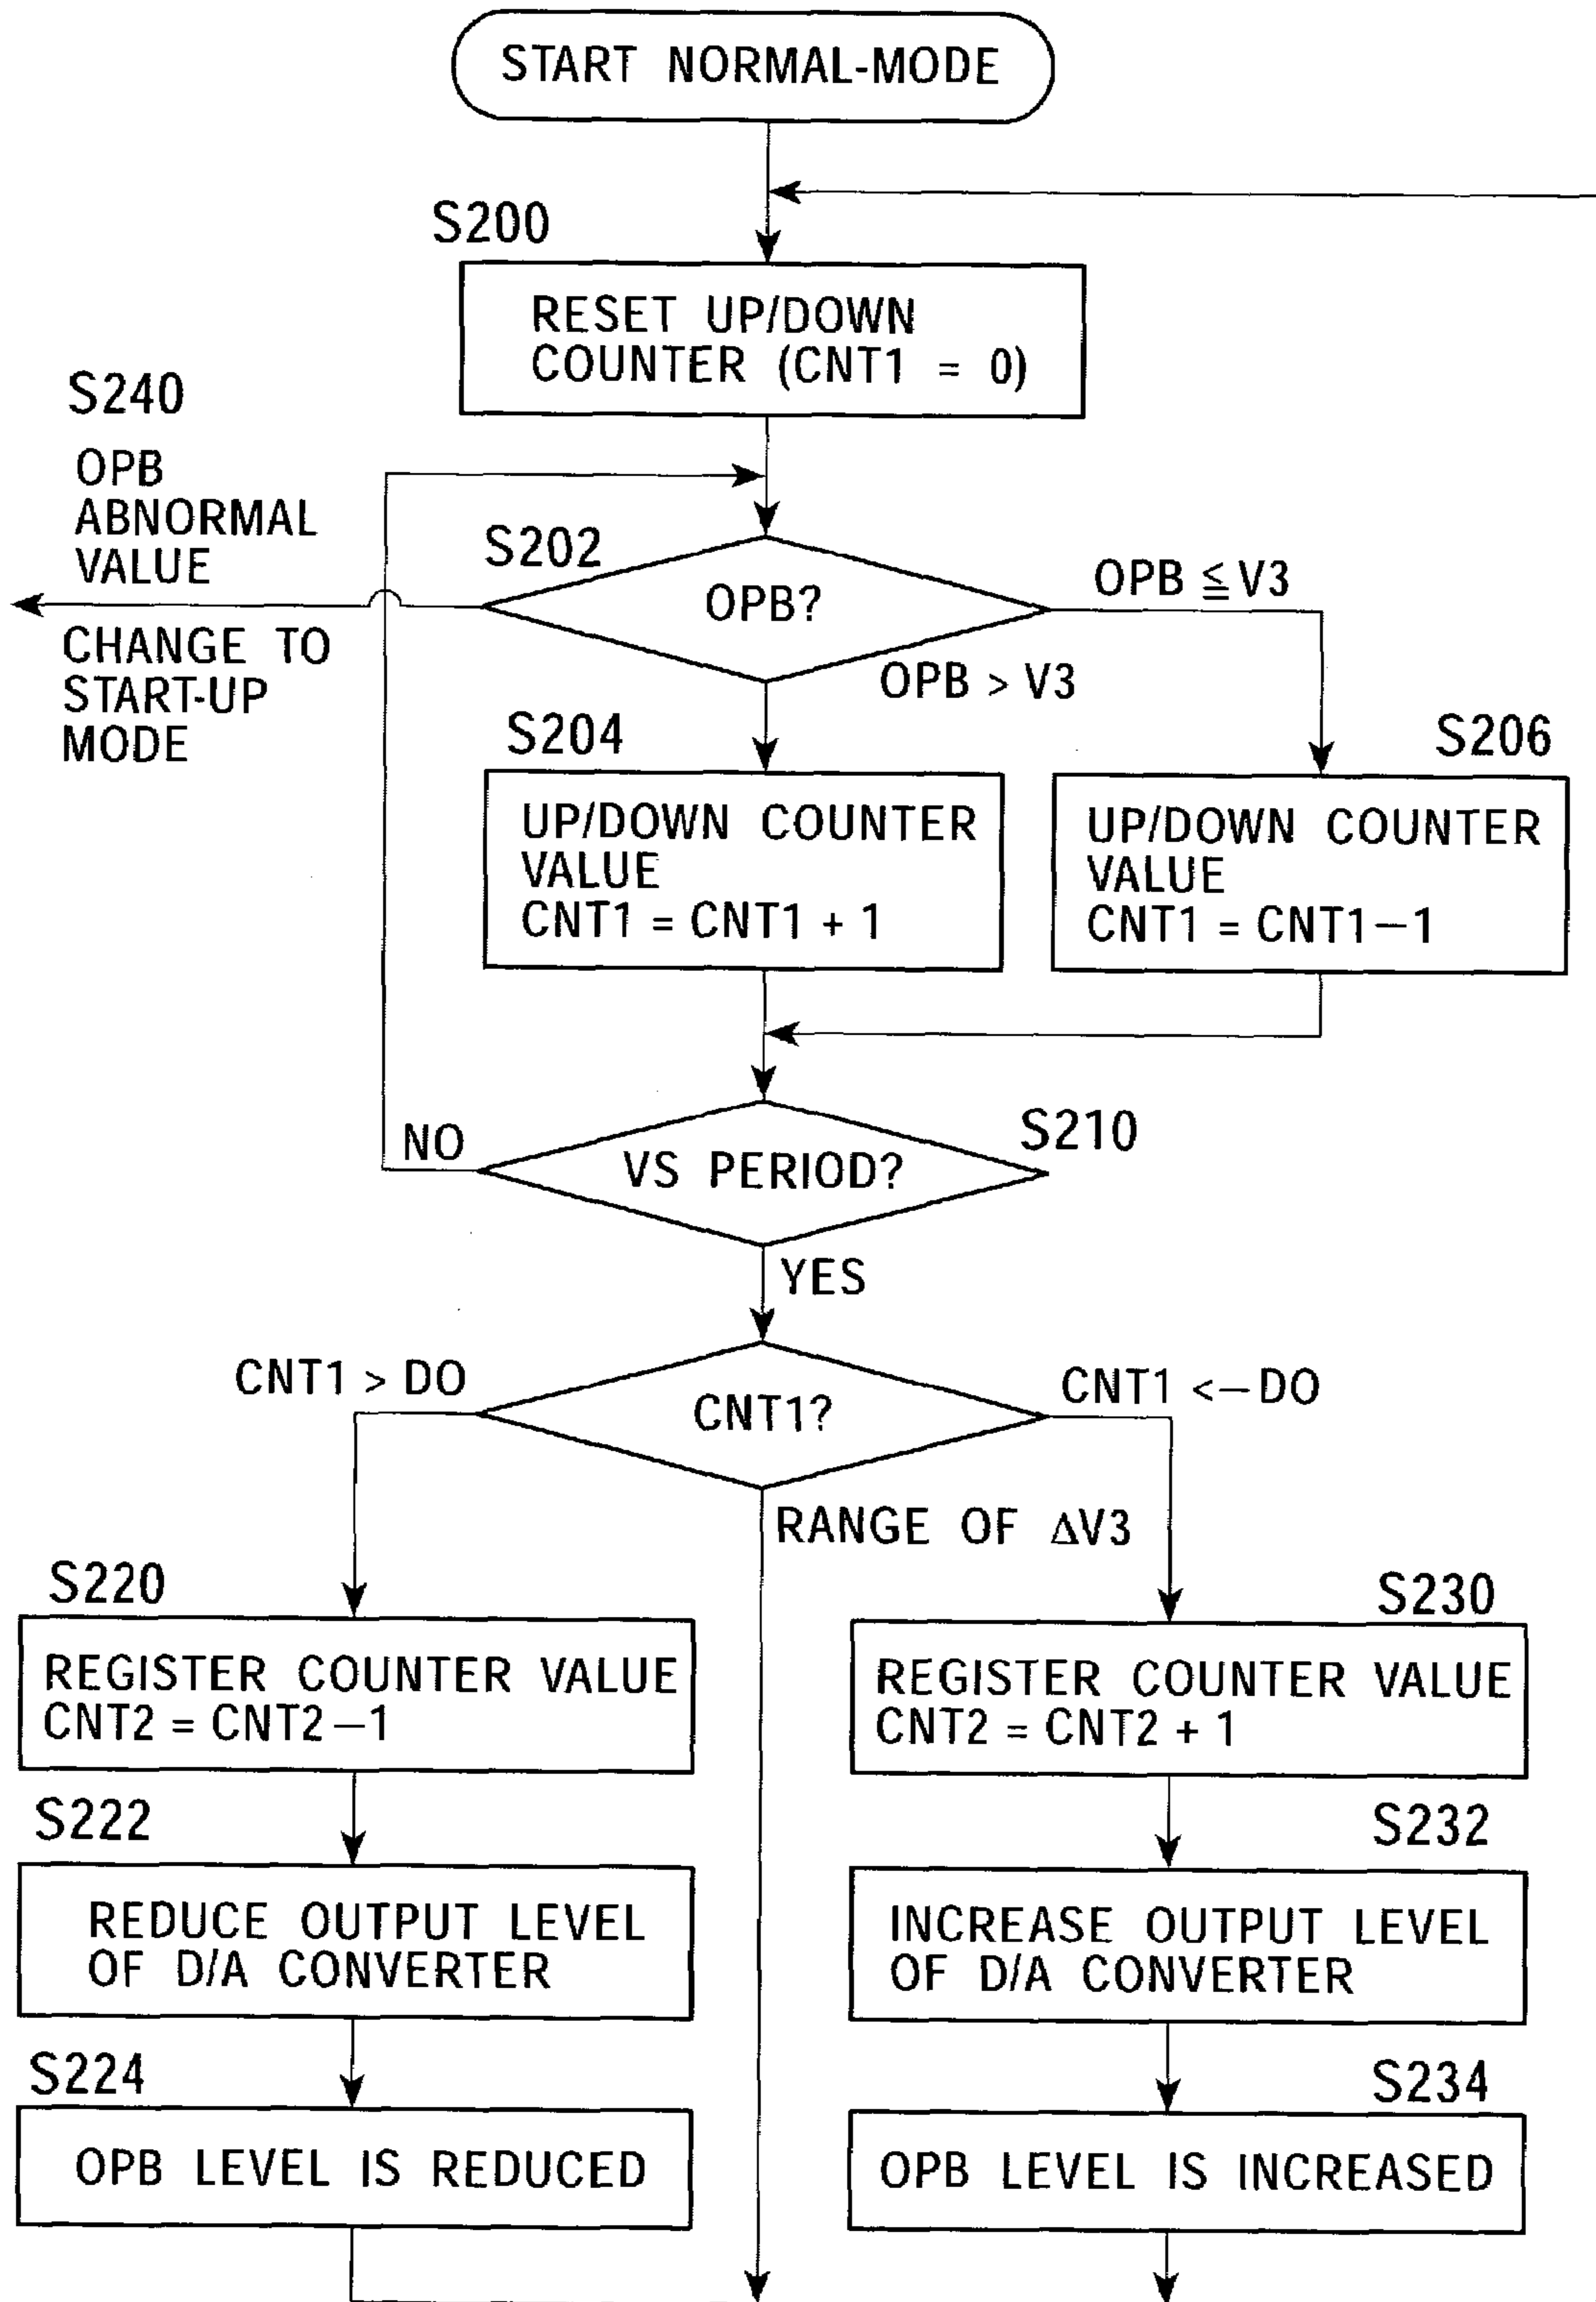 START NORMAL-MODE
S200
RESET UP/DOWN
COUNTER (CNT1 = 0)
S240
OPB
ABNORMAL
VALUE
CHANGE TO
START-UP
MODE
S202
OPB?
OPB ≦ V3
OPB > V3
S204
UP/DOWN COUNTER
VALUE
CNT1 = CNT1 + 1
S206
UP/DOWN COUNTER
VALUE
CNT1 = CNT1−1
S210
VS PERIOD?
NO
YES
CNT1 > DO
CNT1?
CNT1 <−DO
RANGE OF ΔV3
S220
REGISTER COUNTER VALUE
CNT2 = CNT2−1
S230
REGISTER COUNTER VALUE
CNT2 = CNT2 + 1
S222
REDUCE OUTPUT LEVEL
OF D/A CONVERTER
S232
INCREASE OUTPUT LEVEL
OF D/A CONVERTER
S224
OPB LEVEL IS REDUCED
S234
OPB LEVEL IS INCREASED